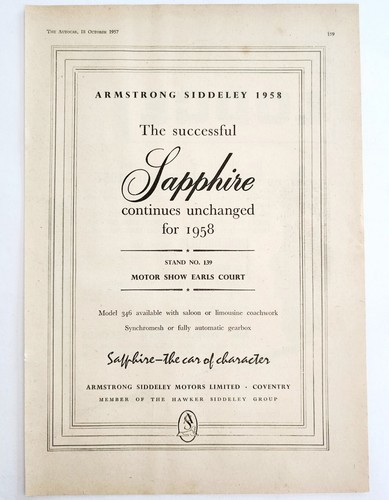 The Autocar, 18 October 1957 159
ARMSTRONG SIDDELEY 1958
The successful
Sapphire
continues unchanged
for 1958
STAND NO. 139
MOTOR SHOW EARLS COURT
Model 346 available with saloon or limousine coachwork
Synchromesh or fully automatic gearbox
Sapphire—the car of character
ARMSTRONG SIDDELEY MOTORS LIMITED · COVENTRY
MEMBER OF THE HAWKER SIDDELEY GROUP